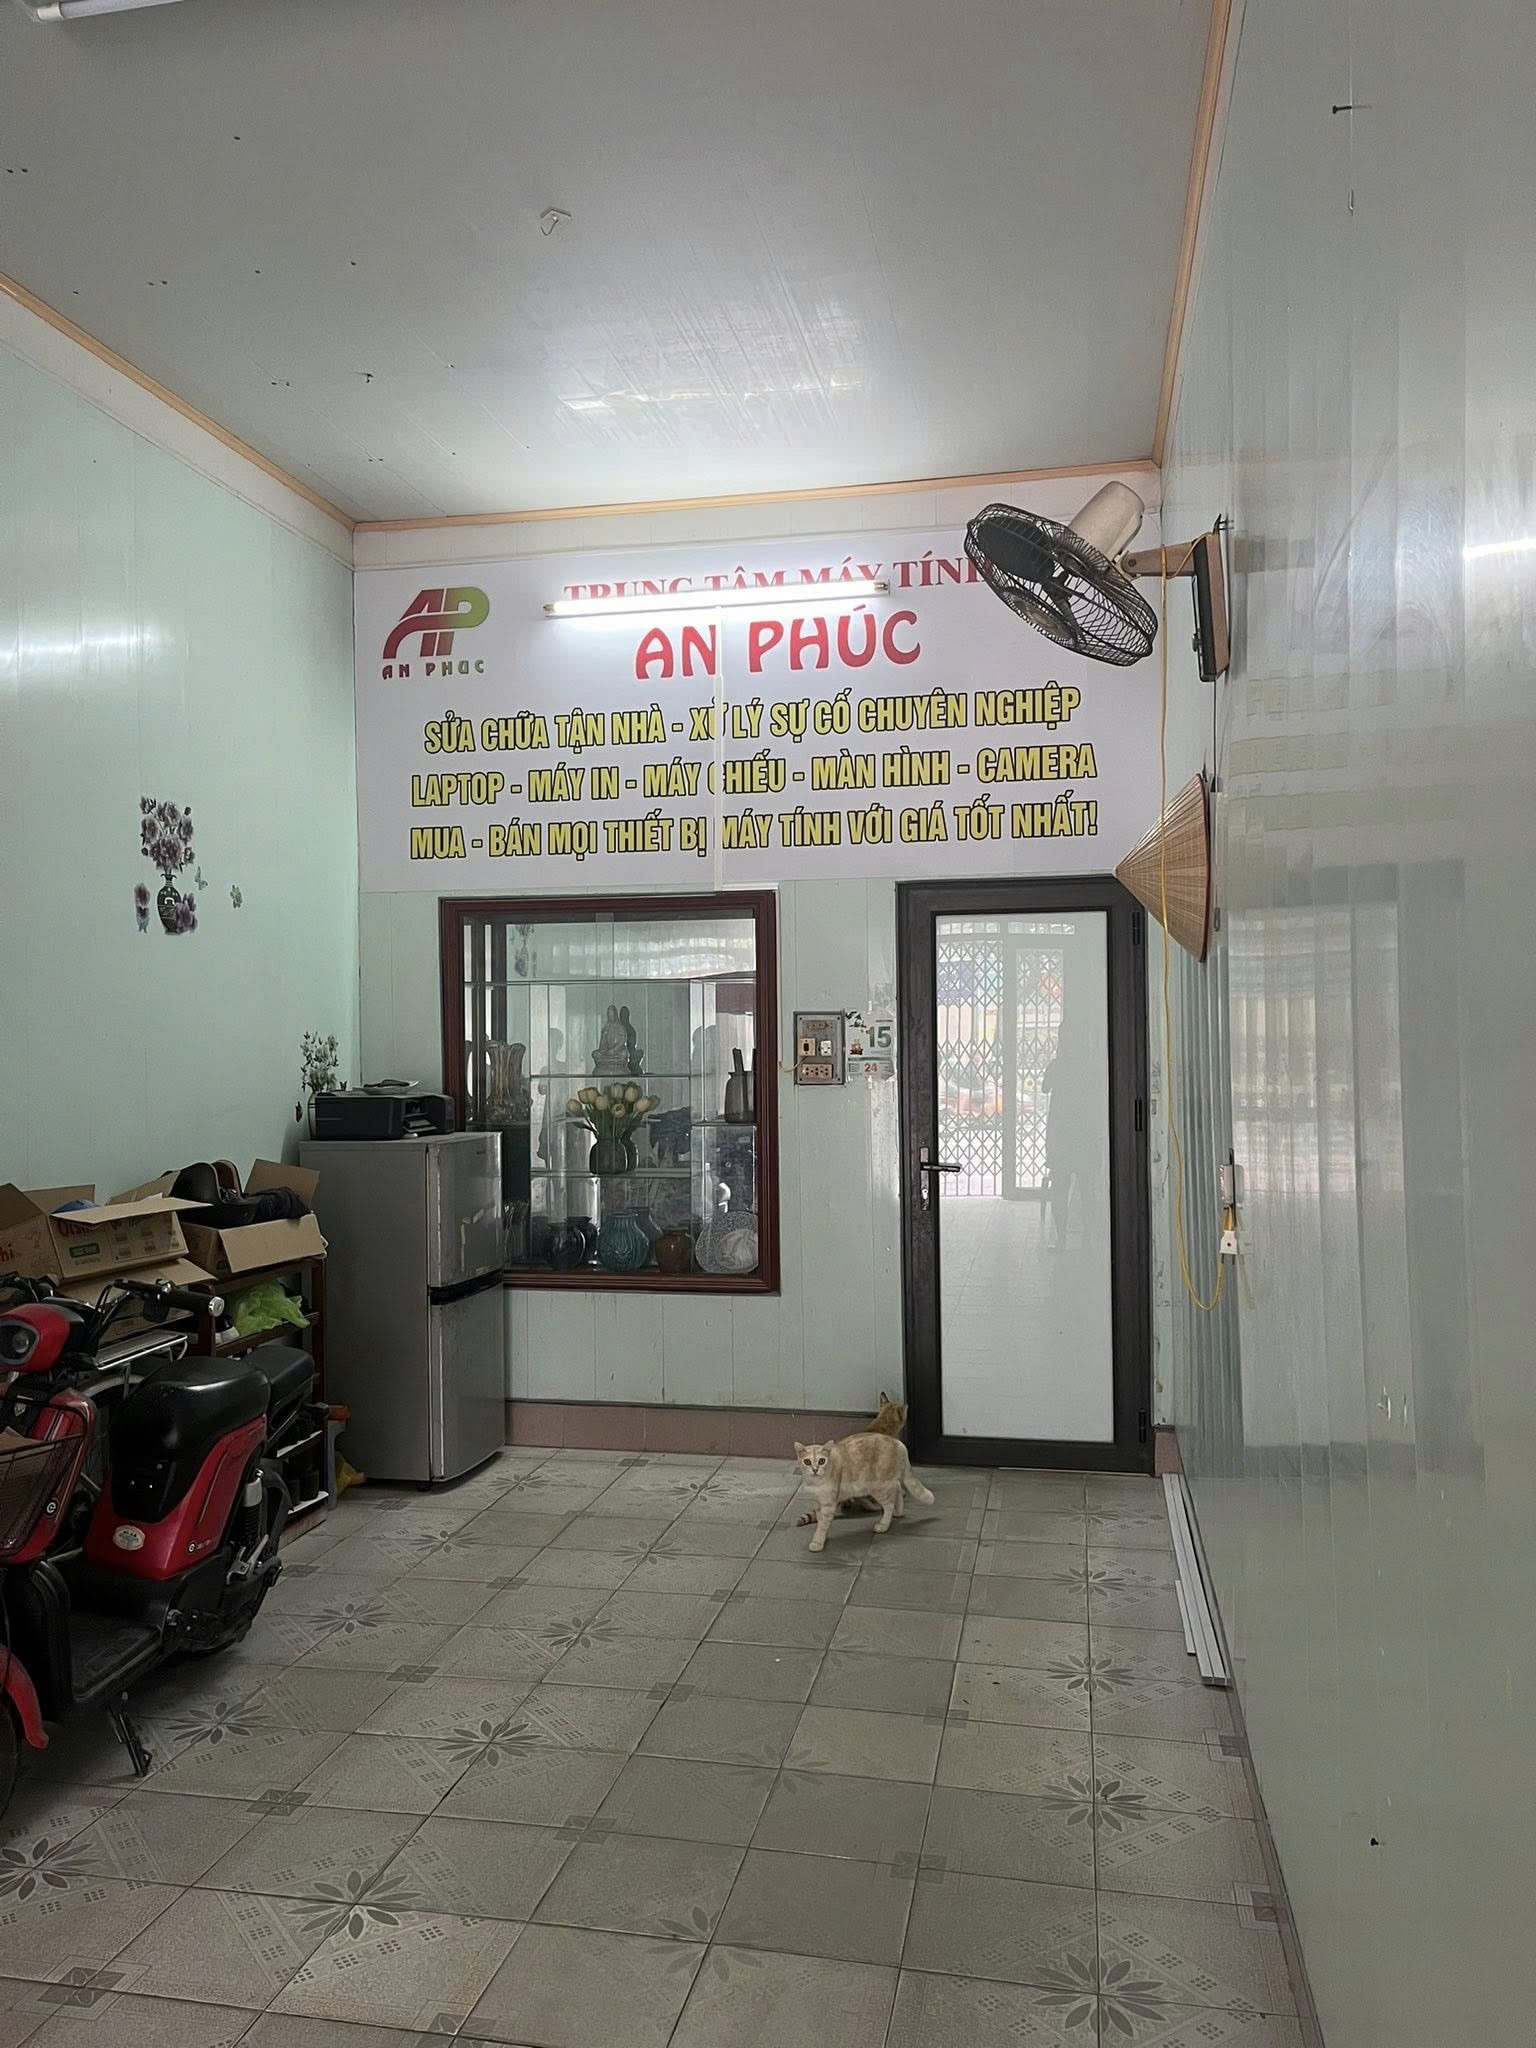 TRUNG TÂM MÁY TÍNH
AP
AN PHUC
AN PHÚC
SỬA CHỮA TẬN NHÀ - XỬ LÝ SỰ CỐ CHUYÊN NGHIỆP
LAPTOP - MÁY IN - MÁY CHIẾU - MÀN HÌNH - CAMERA
MUA - BÁN MỌI THIẾT BỊ MÁY TÍNH VỚI GIÁ TỐT NHẤT!
15
24